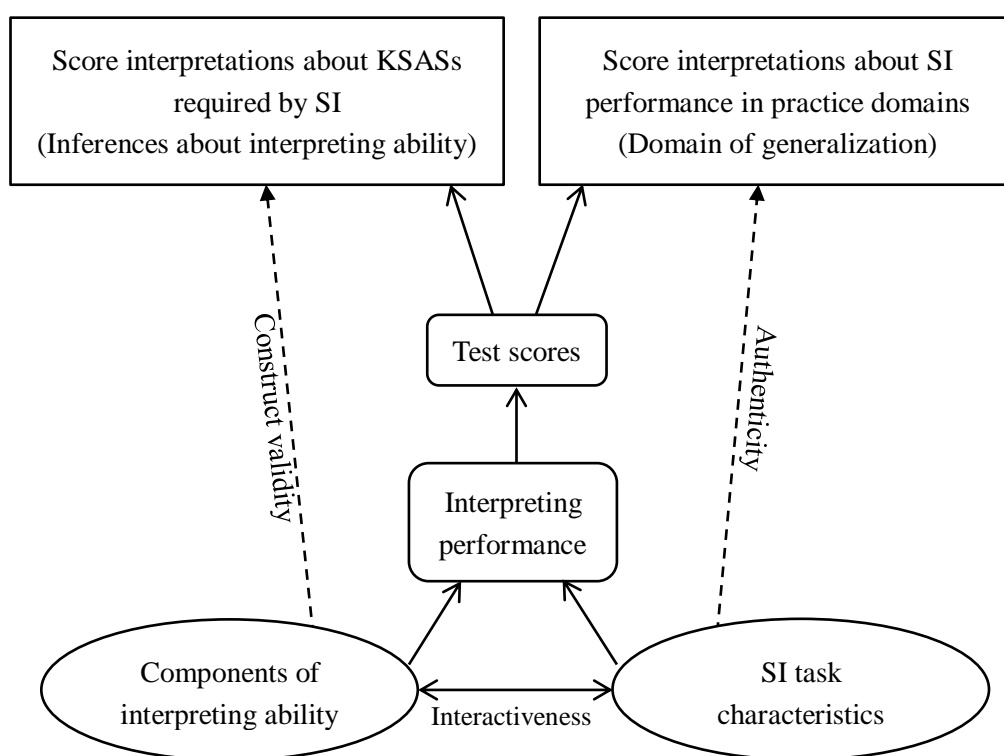 Score interpretations about KSASs
required by SI
(Inferences about interpreting ability)
Score interpretations about SI
performance in practice domains
(Domain of generalization)
Construct validity
Authenticity
Test scores
Interpreting
performance
Components of
interpreting ability
Interactiveness
SI task
characteristics